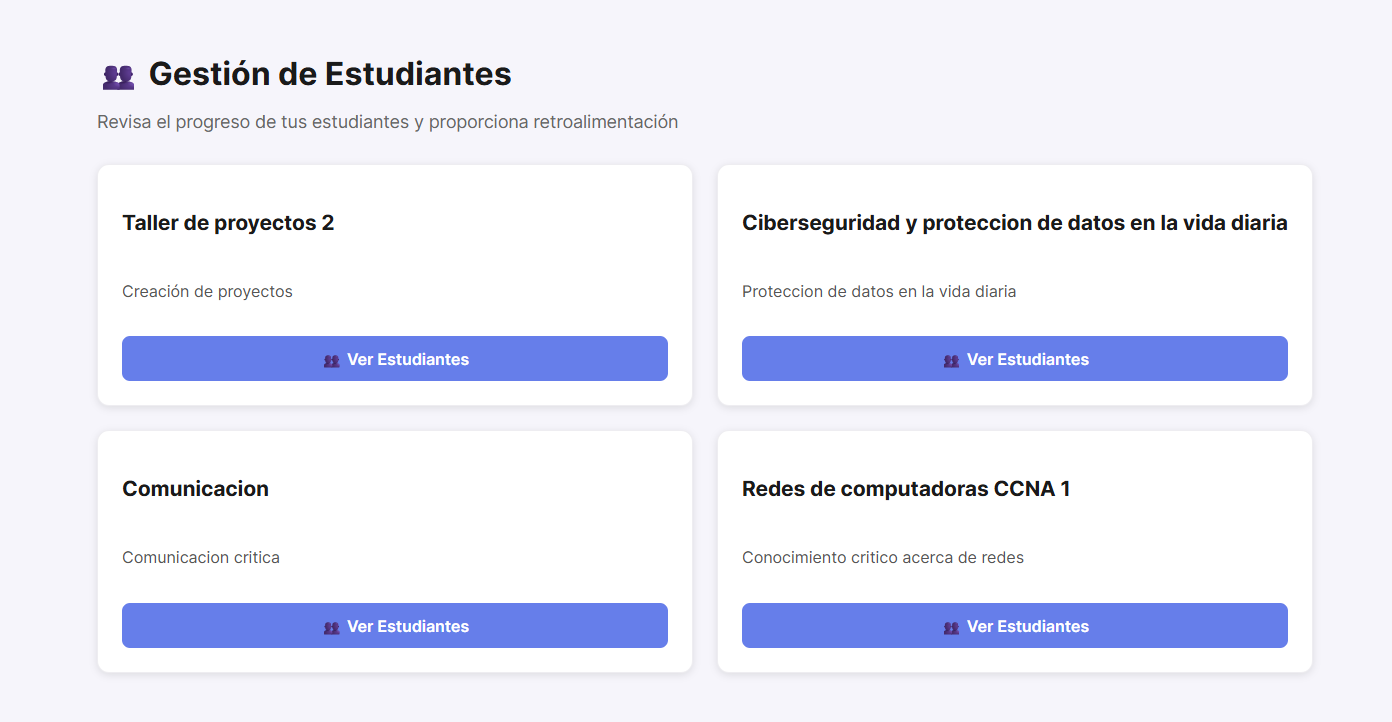 Gestión de Estudiantes
Revisa el progreso de tus estudiantes y proporciona retroalimentación
Taller de proyectos 2
Creación de proyectos
Ver Estudiantes
Ciberseguridad y proteccion de datos en la vida diaria
Proteccion de datos en la vida diaria
Ver Estudiantes
Comunicacion
Comunicacion critica
Ver Estudiantes
Redes de computadoras CCNA 1
Conocimiento critico acerca de redes
Ver Estudiantes